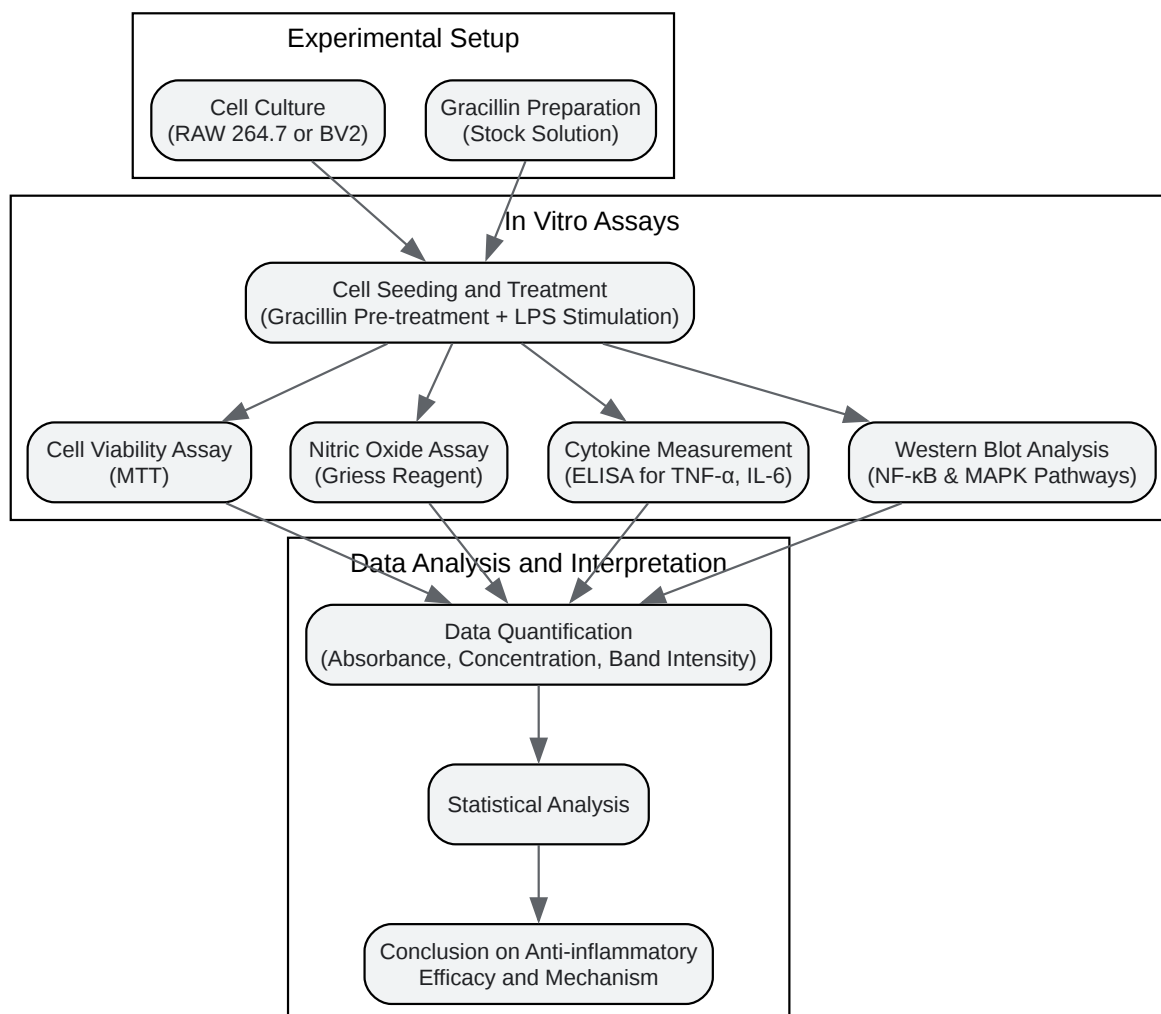 Experimental Setup
Cell Culture
(RAW 264.7 or BV2)
Gracillin Preparation
(Stock Solution)
In Vitro Assays
Cell Seeding and Treatment
(Gracillin Pre-treatment + LPS Stimulation)
Cell Viability Assay
(MTT)
Nitric Oxide Assay
(Griess Reagent)
Cytokine Measurement
(ELISA for TNF-α, IL-6)
Western Blot Analysis
(NF-κB & MAPK Pathways)
Data Analysis and Interpretation
Data Quantification
(Absorbance, Concentration, Band Intensity)
Statistical Analysis
Conclusion on Anti-inflammatory
Efficacy and Mechanism